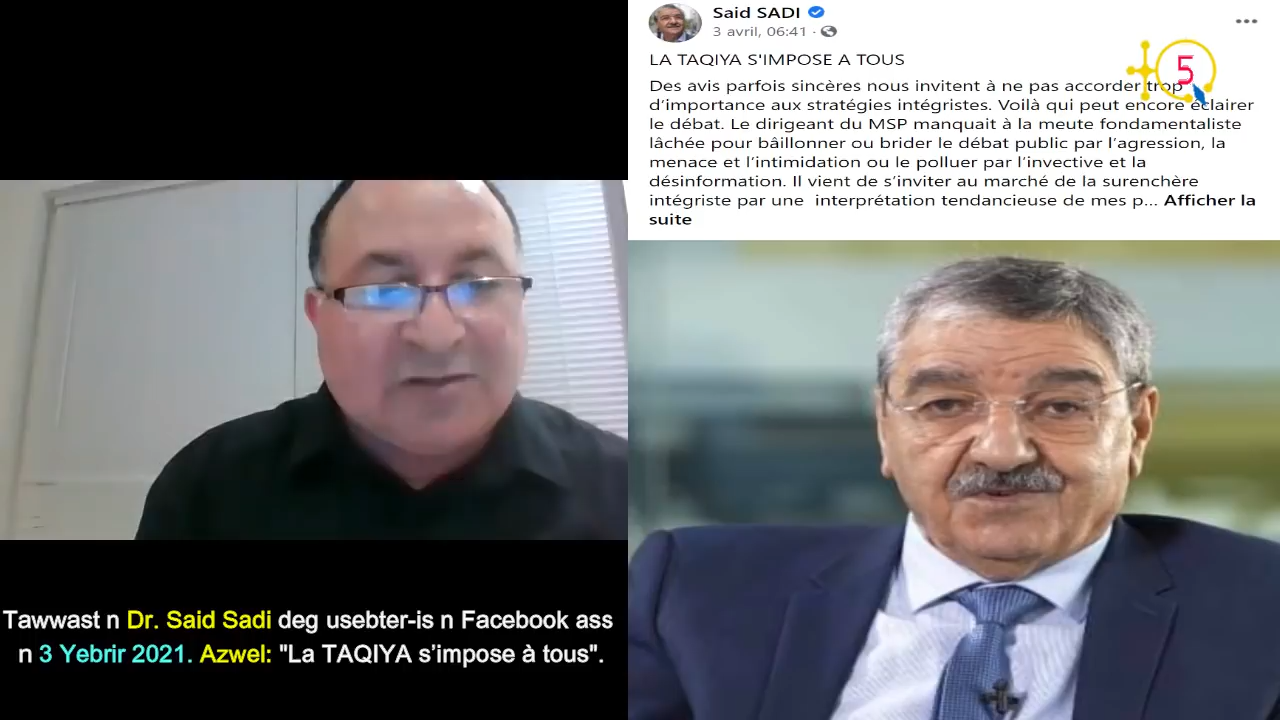 Said SADI
3 avril, 06:41 ·
LA TAQIYA S'IMPOSE A TOUS
Des avis parfois sincères nous invitent à ne pas accorder trop
d’importance aux stratégies intégristes. Voilà qui peut encore éclairer
le débat. Le dirigeant du MSP manquait à la meute fondamentaliste
lâchée pour bâillonner ou brider le débat public par l’agression, la
menace et l’intimidation ou le polluer par l’invective et la
désinformation. Il vient de s’inviter au marché de la surenchère
intégriste par une interprétation tendancieuse de mes p... Afficher la
suite
5
Tawwast n Dr. Said Sadi deg usebter-is n Facebook ass
n 3 Yebrir 2021. Azwel: "La TAQIYA s’impose à tous".